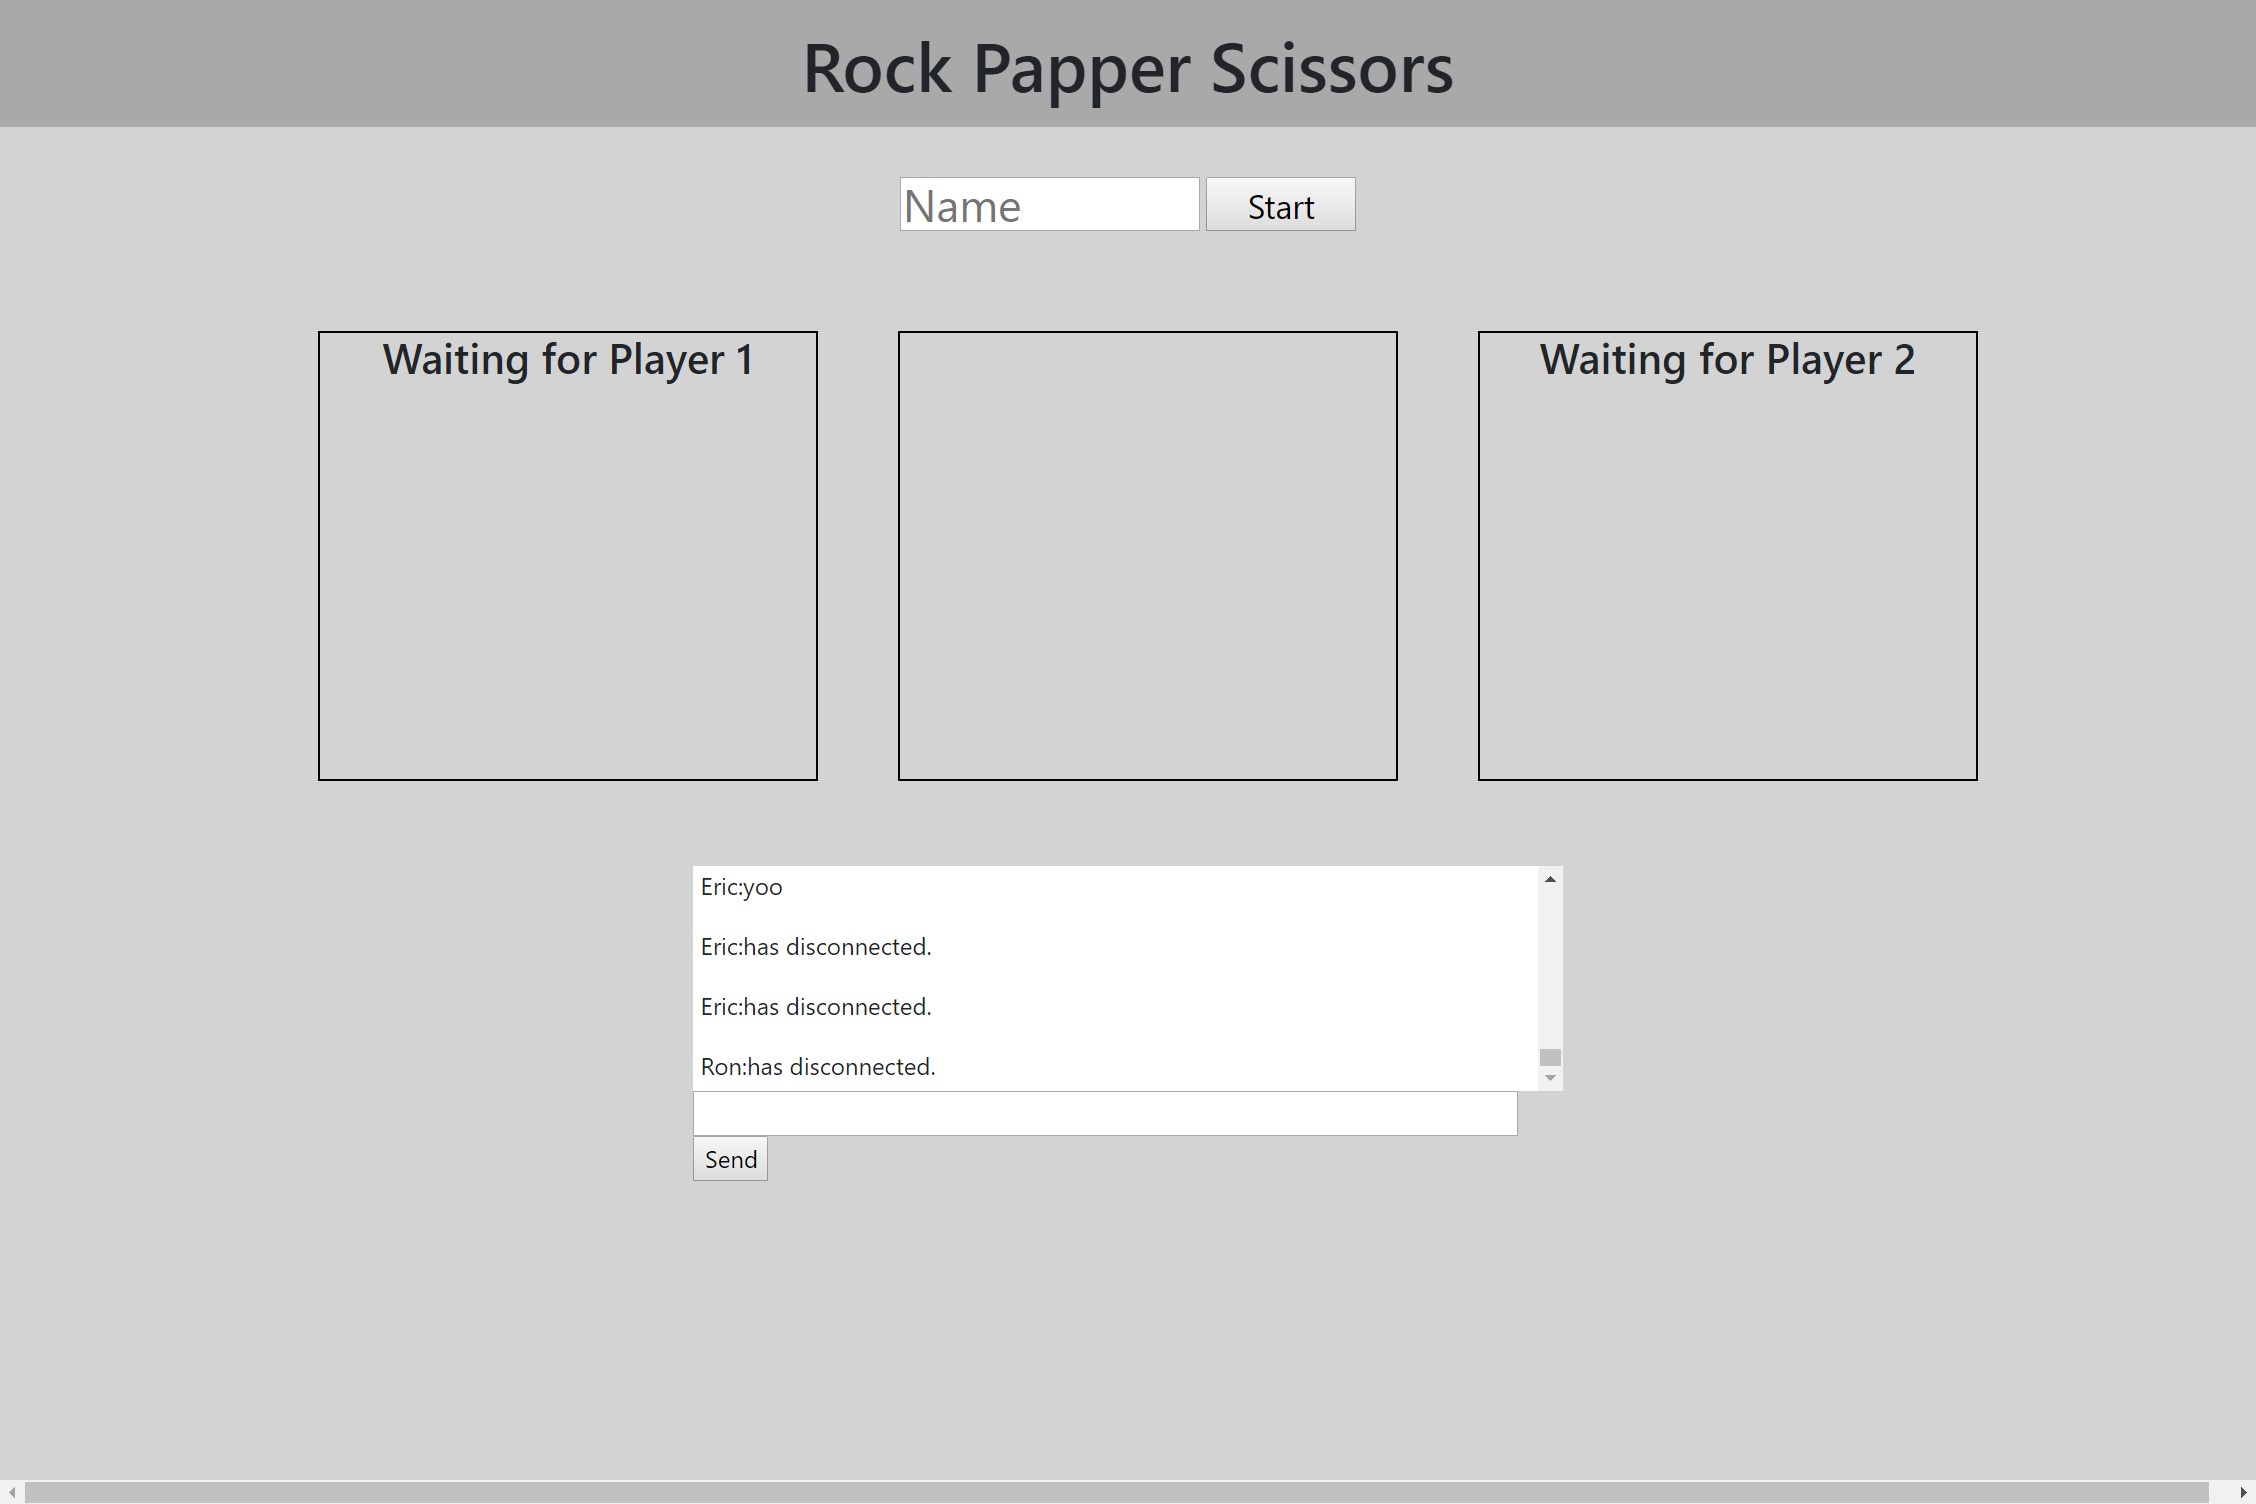 Rock Papper Scissors
Name
Start
Waiting for Player 1
Waiting for Player 2
Eric:yoo
Eric:has disconnected.
Eric:has disconnected.
Ron:has disconnected.
Send